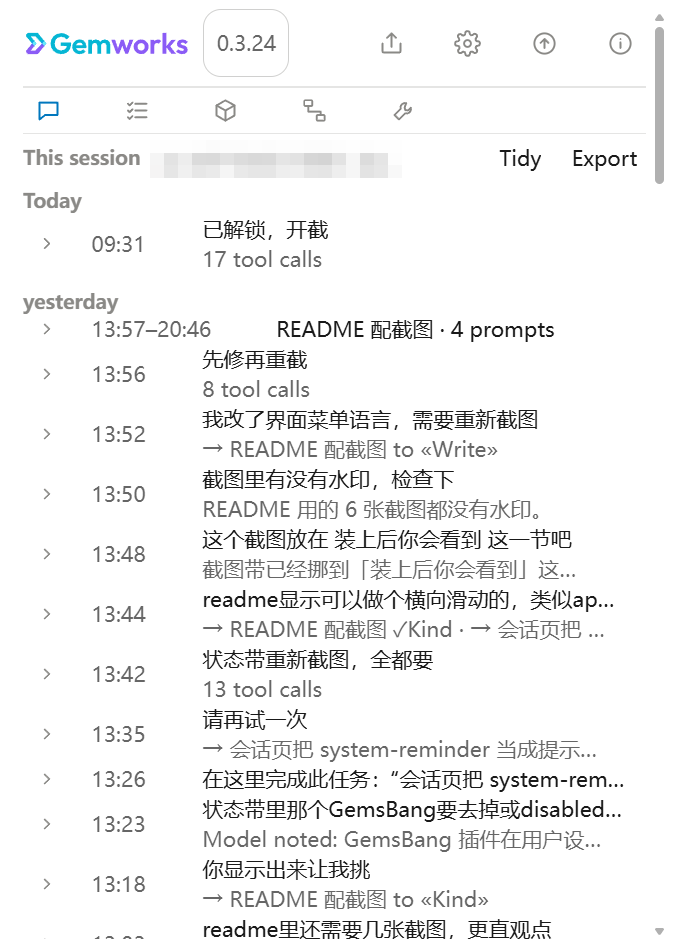 Gemworks 0.3.24
This session Tidy Export
Today
09:31 已解锁，开截
17 tool calls
yesterday
13:57–20:46 README 配截图 · 4 prompts
13:56 先修再重截
8 tool calls
13:52 我改了界面菜单语言，需要重新截图
→ README 配截图 to «Write»
13:50 截图里有没有水印，检查下
README 用的 6 张截图都没有水印。
13:48 这个截图放在 装上后你会看到 这一节吧
截图带已经挪到「装上后你会看到」这…
13:44 readme显示可以做个横向滑动的，类似ap…
→ README 配截图 ✓Kind · → 会话页把 …
13:42 状态带重新截图，全都要
13 tool calls
13:35 请再试一次
→ 会话页把 system-reminder 当成提示…
13:26 在这里完成此任务：“会话页把 system-rem…
13:23 状态带里那个GemsBang要去掉或disabled…
Model noted: GemsBang 插件在用户设…
13:18 你显示出来让我挑
→ README 配截图 to «Kind»
readme里还需要几张截图，更直观点